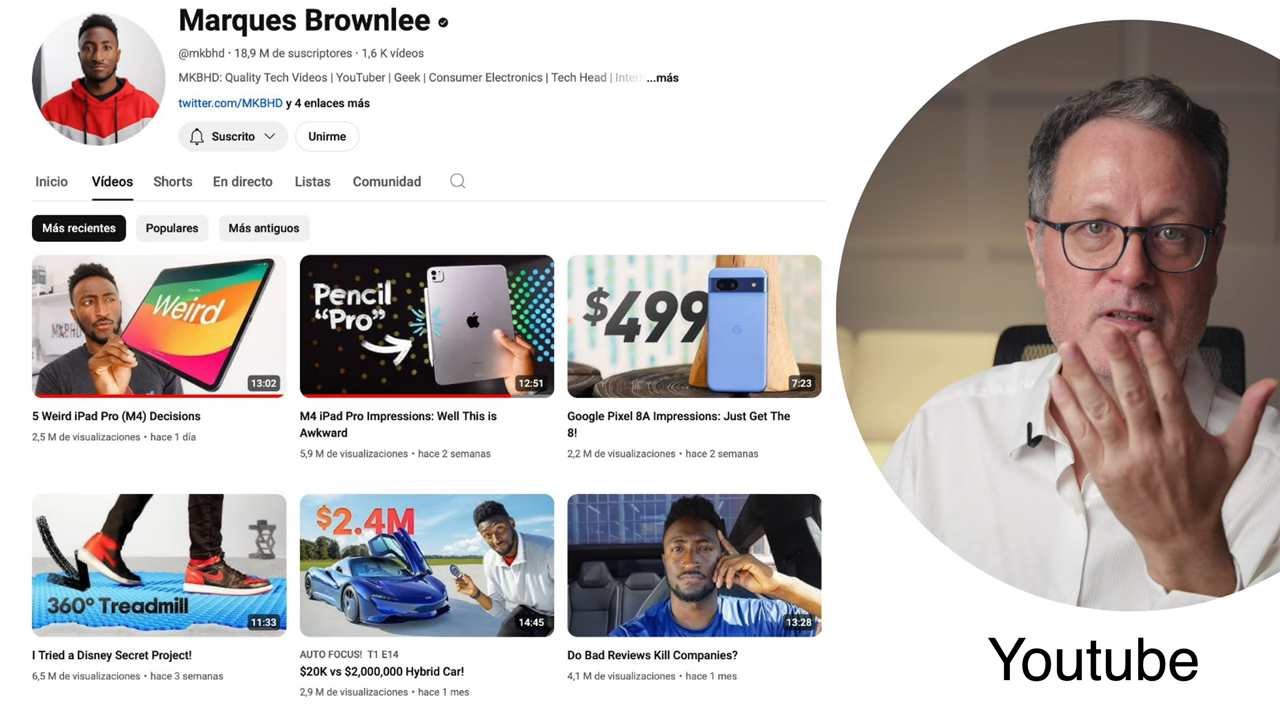 Marques Brownlee
@mkbhd · 18,9 M de suscriptores · 1,6 K vídeos
MKBHD: Quality Tech Videos | YouTuber | Geek | Consumer Electronics | Tech Head | Inter ...más
twitter.com/MKBHD y 4 enlaces más
Suscrito
Unirme
Inicio Vídeos Shorts En directo Listas Comunidad
Más recientes Populares Más antiguos
Weird
13:02
Pencil
“Pro”
12:51
$499
7:23
5 Weird iPad Pro (M4) Decisions
2,5 M de visualizaciones • hace 1 día
M4 iPad Pro Impressions: Well This is
Awkward
5,9 M de visualizaciones • hace 2 semanas
Google Pixel 8A Impressions: Just Get The
8!
2,2 M de visualizaciones • hace 2 semanas
360° Treadmill
11:33
$2.4M
14:45
13:28
I Tried a Disney Secret Project!
6,5 M de visualizaciones • hace 3 semanas
AUTO FOCUS! T1 E14
$20K vs $2,000,000 Hybrid Car!
2,9 M de visualizaciones • hace 1 mes
Do Bad Reviews Kill Companies?
4,1 M de visualizaciones • hace 1 mes
Youtube